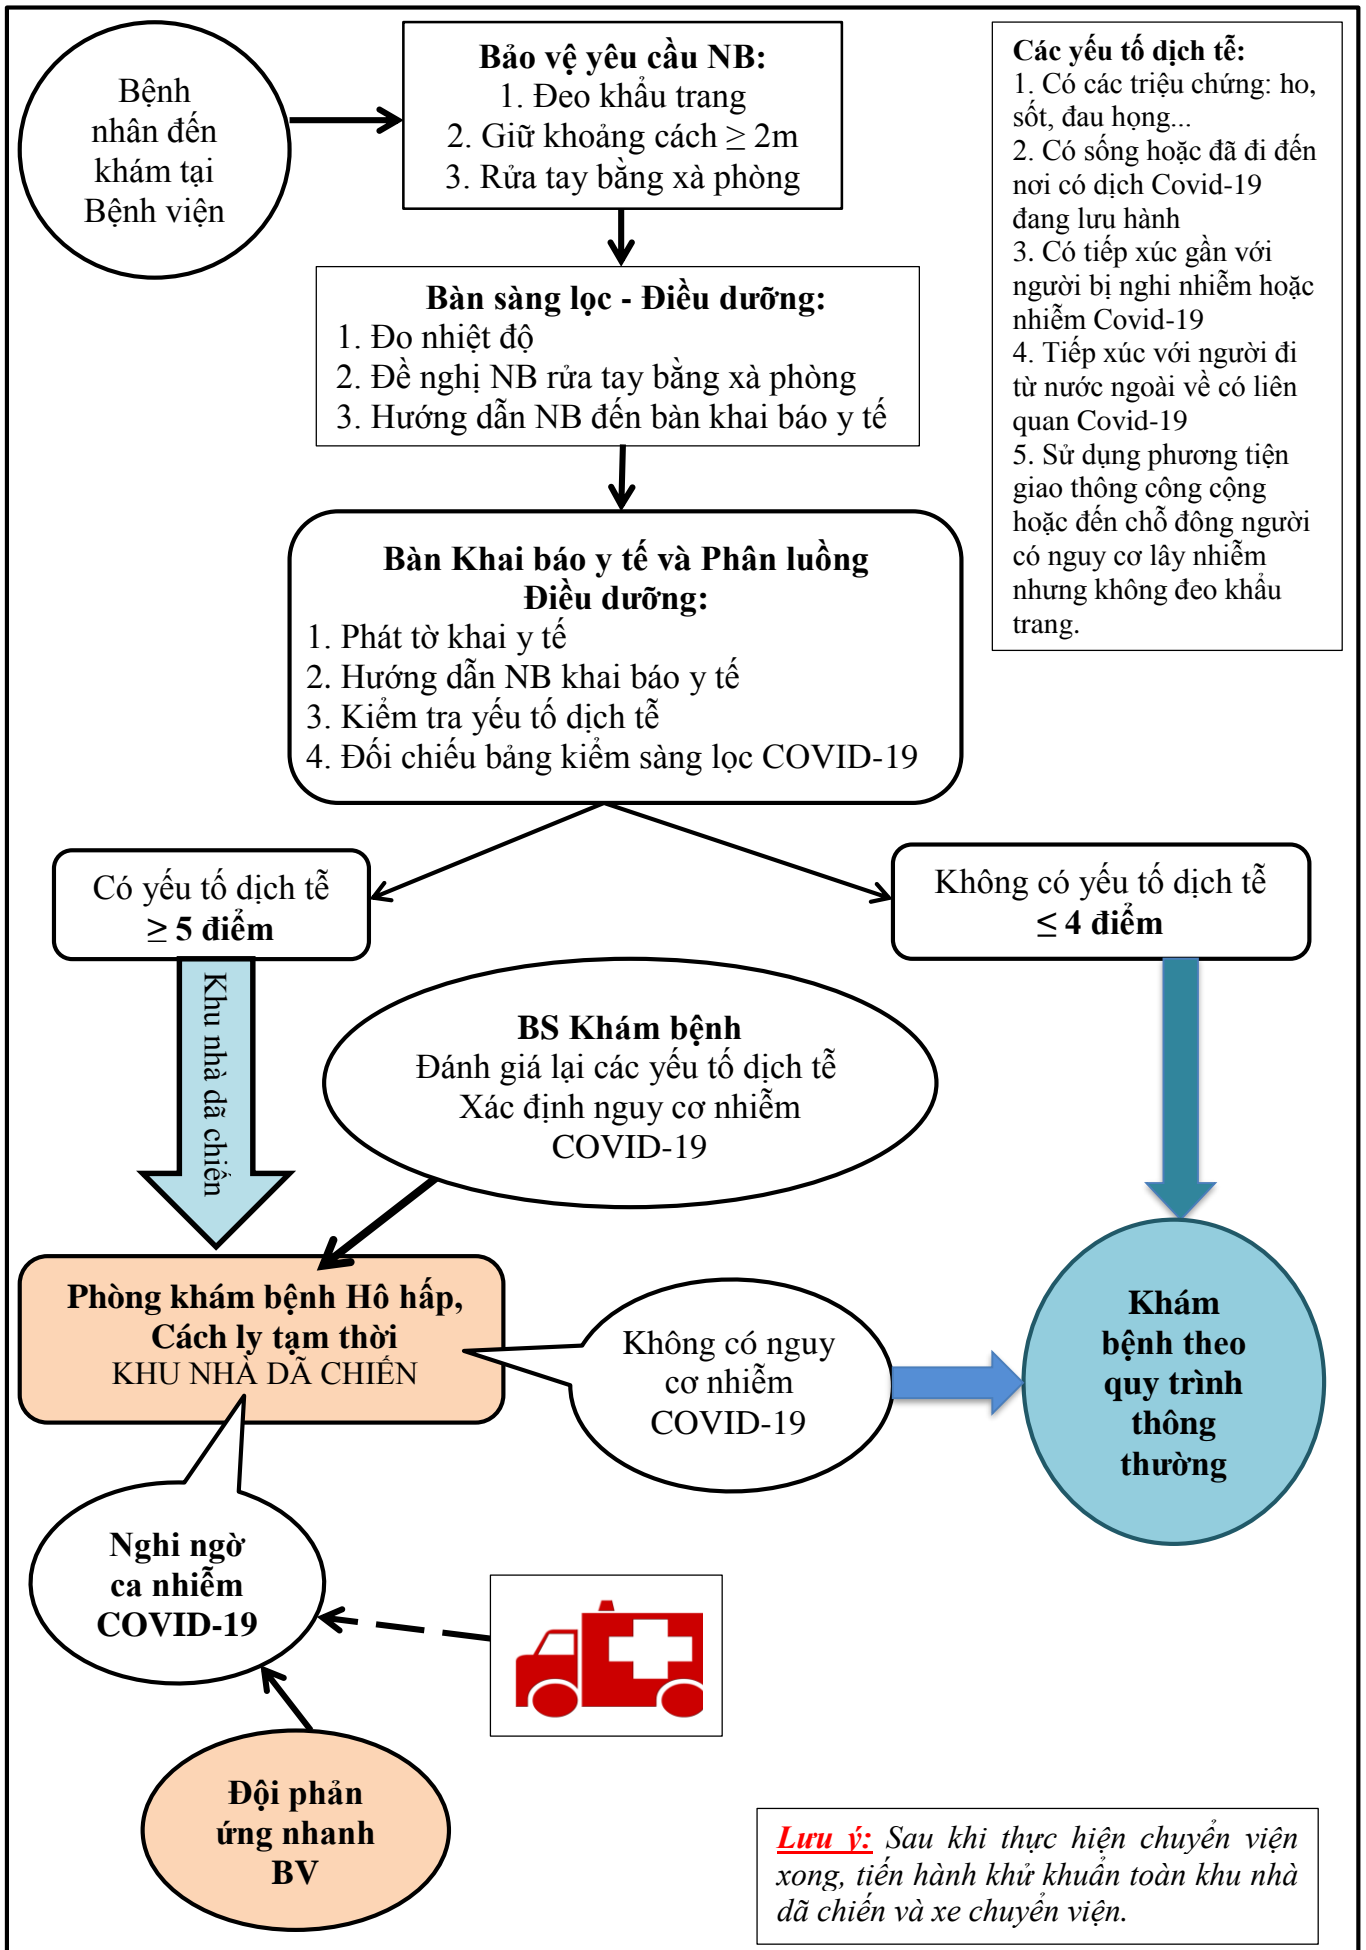 Bệnh
nhân đến
khám tại
Bệnh viện
Bảo vệ yêu cầu NB:
1. Đeo khẩu trang
2. Giữ khoảng cách ≥ 2m
3. Rửa tay bằng xà phòng
Các yếu tố dịch tễ:
1. Có các triệu chứng: ho,
sốt, đau họng...
2. Có sống hoặc đã đi đến
nơi có dịch Covid-19
đang lưu hành
3. Có tiếp xúc gần với
người bị nghi nhiễm hoặc
nhiễm Covid-19
4. Tiếp xúc với người đi
từ nước ngoài về có liên
quan Covid-19
5. Sử dụng phương tiện
giao thông công cộng
hoặc đến chỗ đông người
có nguy cơ lây nhiễm
nhưng không đeo khẩu
trang.
Bàn sàng lọc - Điều dưỡng:
1. Đo nhiệt độ
2. Đề nghị NB rửa tay bằng xà phòng
3. Hướng dẫn NB đến bàn khai báo y tế
Bàn Khai báo y tế và Phân luồng
Điều dưỡng:
1. Phát tờ khai y tế
2. Hướng dẫn NB khai báo y tế
3. Kiểm tra yếu tố dịch tễ
4. Đối chiếu bảng kiểm sàng lọc COVID-19
Có yếu tố dịch tễ
≥ 5 điểm
Không có yếu tố dịch tễ
≤ 4 điểm
Khu nhà dã chiến
BS Khám bệnh
Đánh giá lại các yếu tố dịch tễ
Xác định nguy cơ nhiễm
COVID-19
Phòng khám bệnh Hô hấp,
Cách ly tạm thời
KHU NHÀ DÃ CHIẾN
Không có nguy
cơ nhiễm
COVID-19
Khám
bệnh theo
quy trình
thông
thường
Nghi ngờ
ca nhiễm
COVID-19
Đội phản
ứng nhanh
BV
Lưu ý: Sau khi thực hiện chuyển viện
xong, tiến hành khử khuẩn toàn khu nhà
dã chiến và xe chuyển viện.